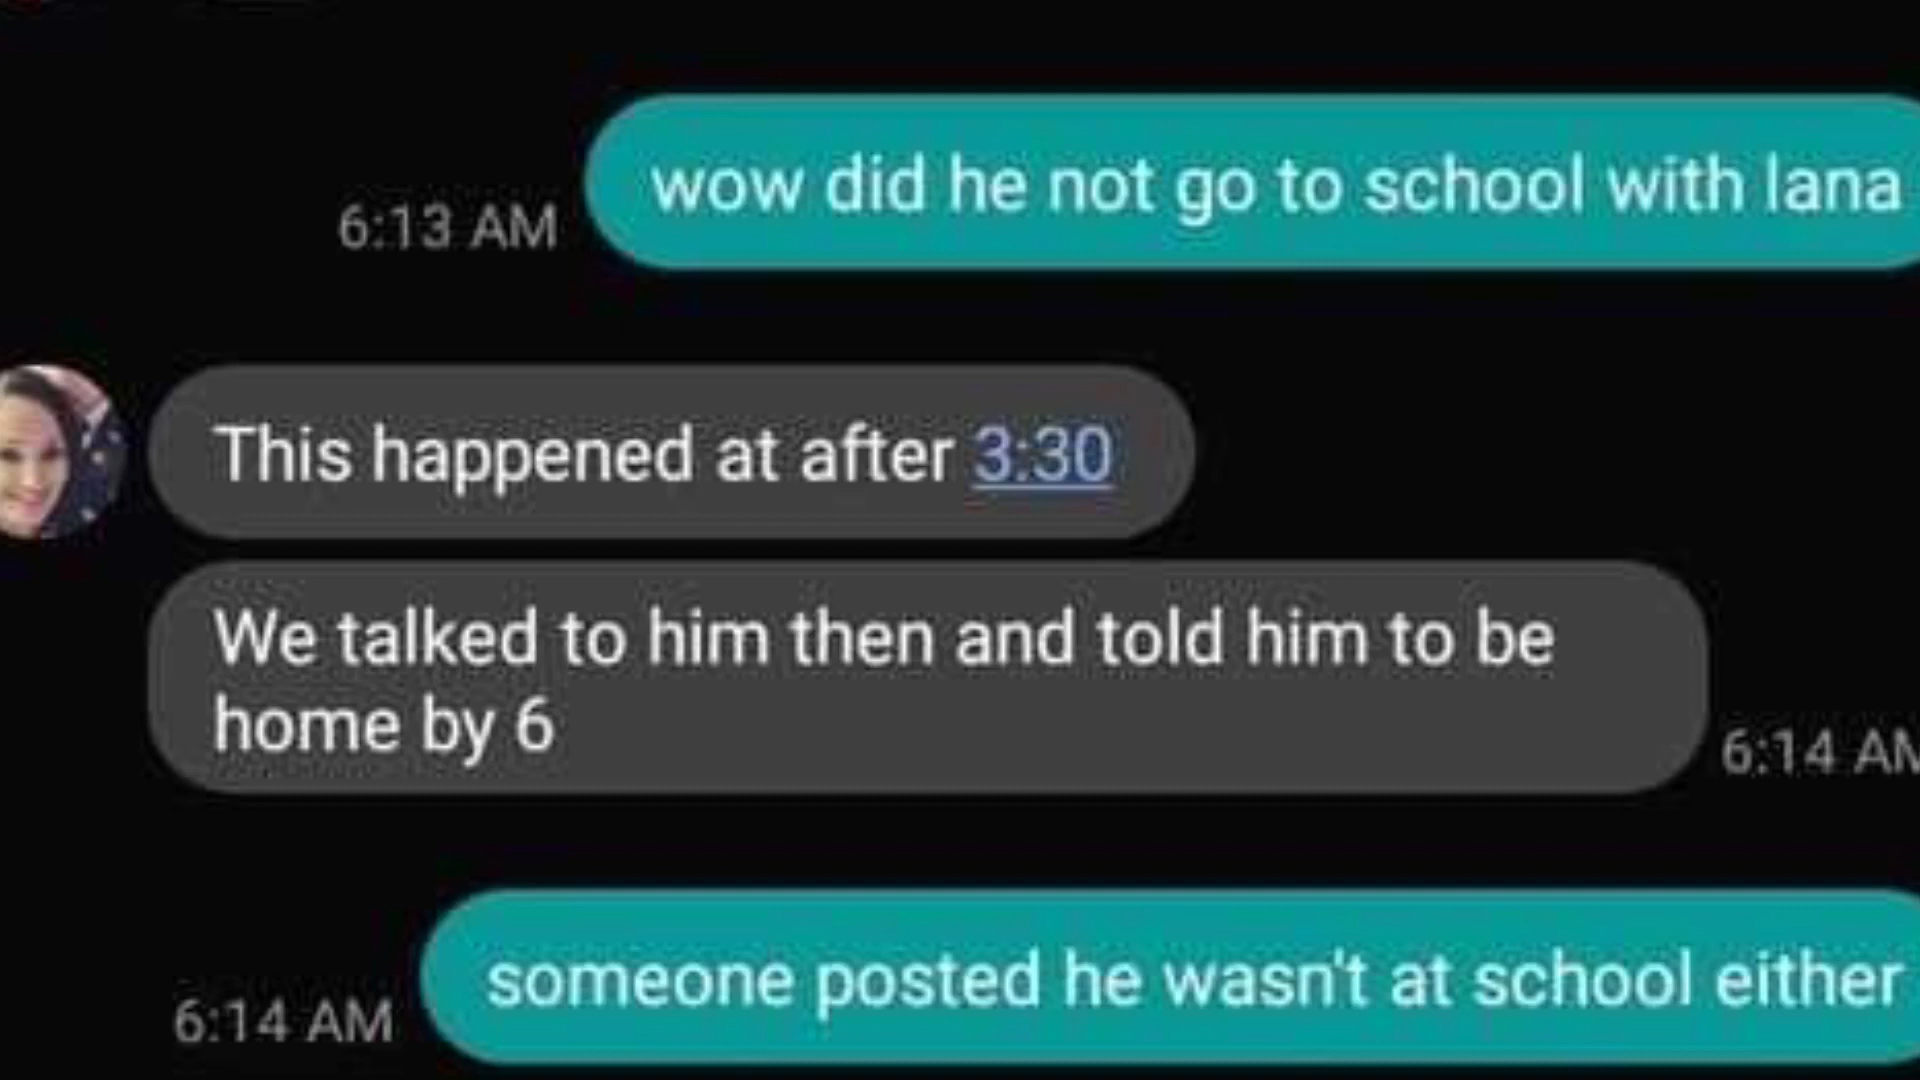 wow did he not go to school with lana
6:13 AM
This happened at after 3:30
We talked to him then and told him to be
home by 6
6:14 AM
someone posted he wasn't at school either
6:14 AM